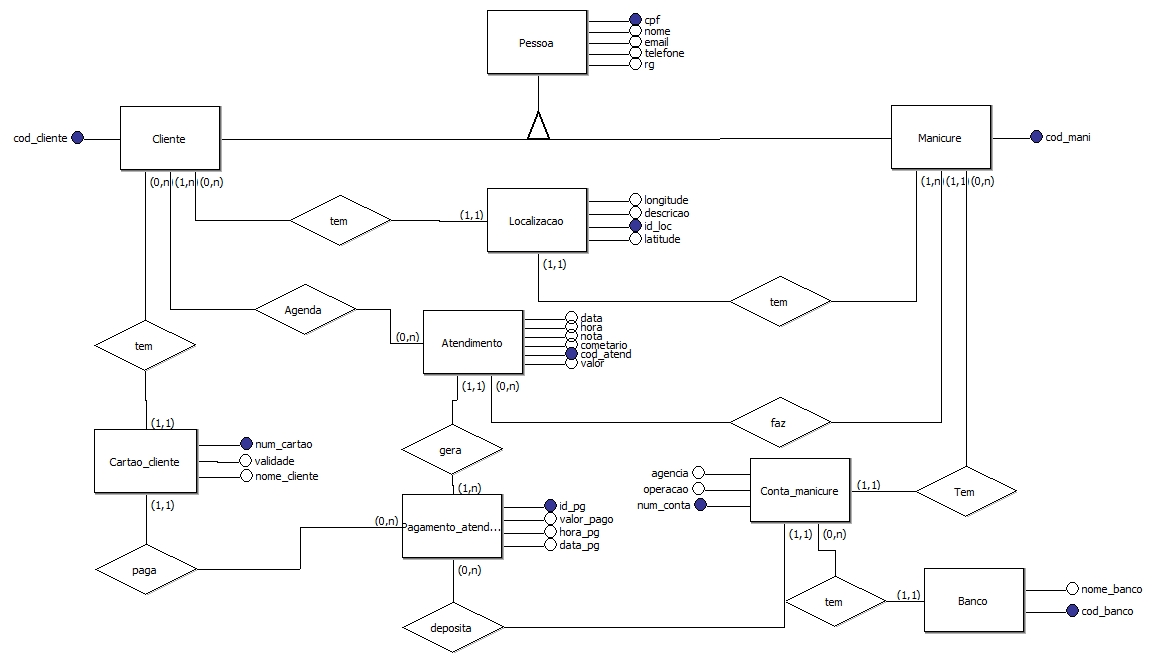 Pessoa
cpf
nome
email
telefone
rg
cod_cliente
Cliente
Manicure
cod_mani
(0,n) (1,n) (0,n)
(1,n) (1,1) (0,n)
tem
(1,1)
Localizacao
longitude
descricao
id_loc
latitude
(1,1)
tem
Agenda
(0,n)
Atendimento
data
hora
nota
cometario
cod_atend
valor
tem
(1,1) (0,n)
(1,1)
faz
Cartao_cliente
num_cartao
validade
nome_cliente
gera
agencia
operacao
num_conta
Conta_manicure
(1,1)
Tem
(1,1)
(1,n)
(0,n)
Pagamento_atend...
id_pg
valor_pago
hora_pg
data_pg
(1,1) (0,n)
paga
(0,n)
deposita
tem
(1,1)
Banco
nome_banco
cod_banco